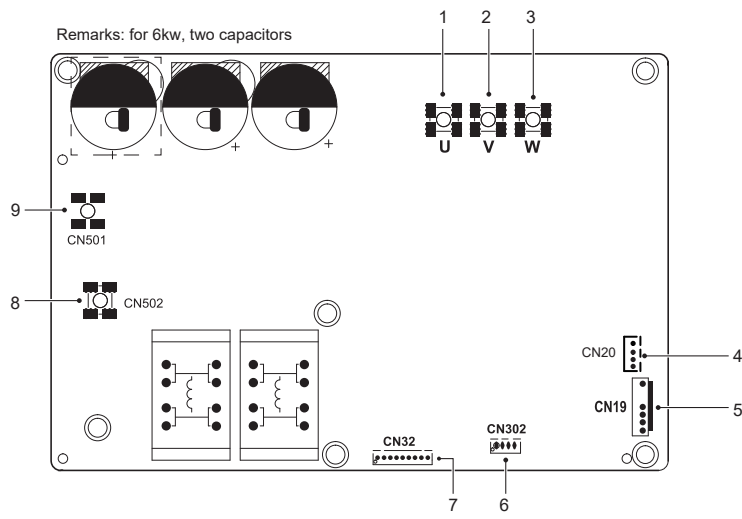 1 2 3
Remarks: for 6kw, two capacitors
U V W
9
CN501
8
CN502
CN20
4
CN19
5
CN302
CN32
7
6